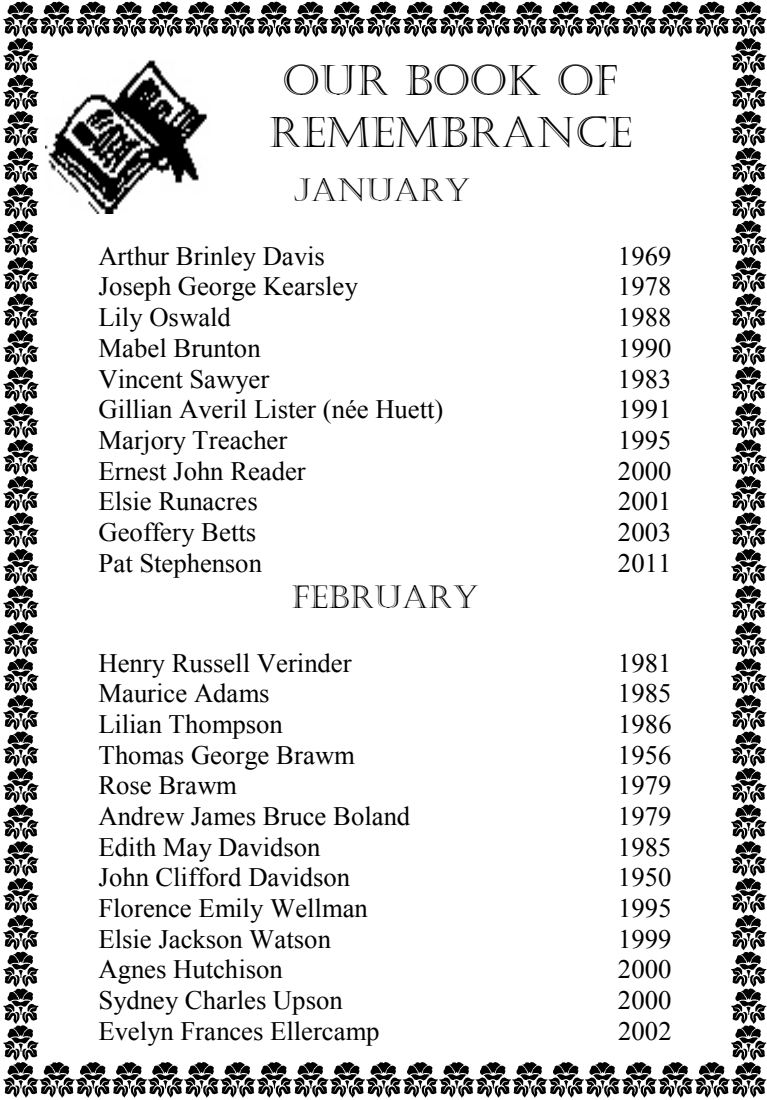 OUR BOOK OF
REMEMBRANCE
JANUARY
Arthur Brinley Davis 1969
Joseph George Kearsley 1978
Lily Oswald 1988
Mabel Brunton 1990
Vincent Sawyer 1983
Gillian Averil Lister (née Huett) 1991
Marjory Treacher 1995
Ernest John Reader 2000
Elsie Runacres 2001
Geoffery Betts 2003
Pat Stephenson 2011
FEBRUARY
Henry Russell Verinder 1981
Maurice Adams 1985
Lilian Thompson 1986
Thomas George Brawm 1956
Rose Brawm 1979
Andrew James Bruce Boland 1979
Edith May Davidson 1985
John Clifford Davidson 1950
Florence Emily Wellman 1995
Elsie Jackson Watson 1999
Agnes Hutchison 2000
Sydney Charles Upson 2000
Evelyn Frances Ellercamp 2002